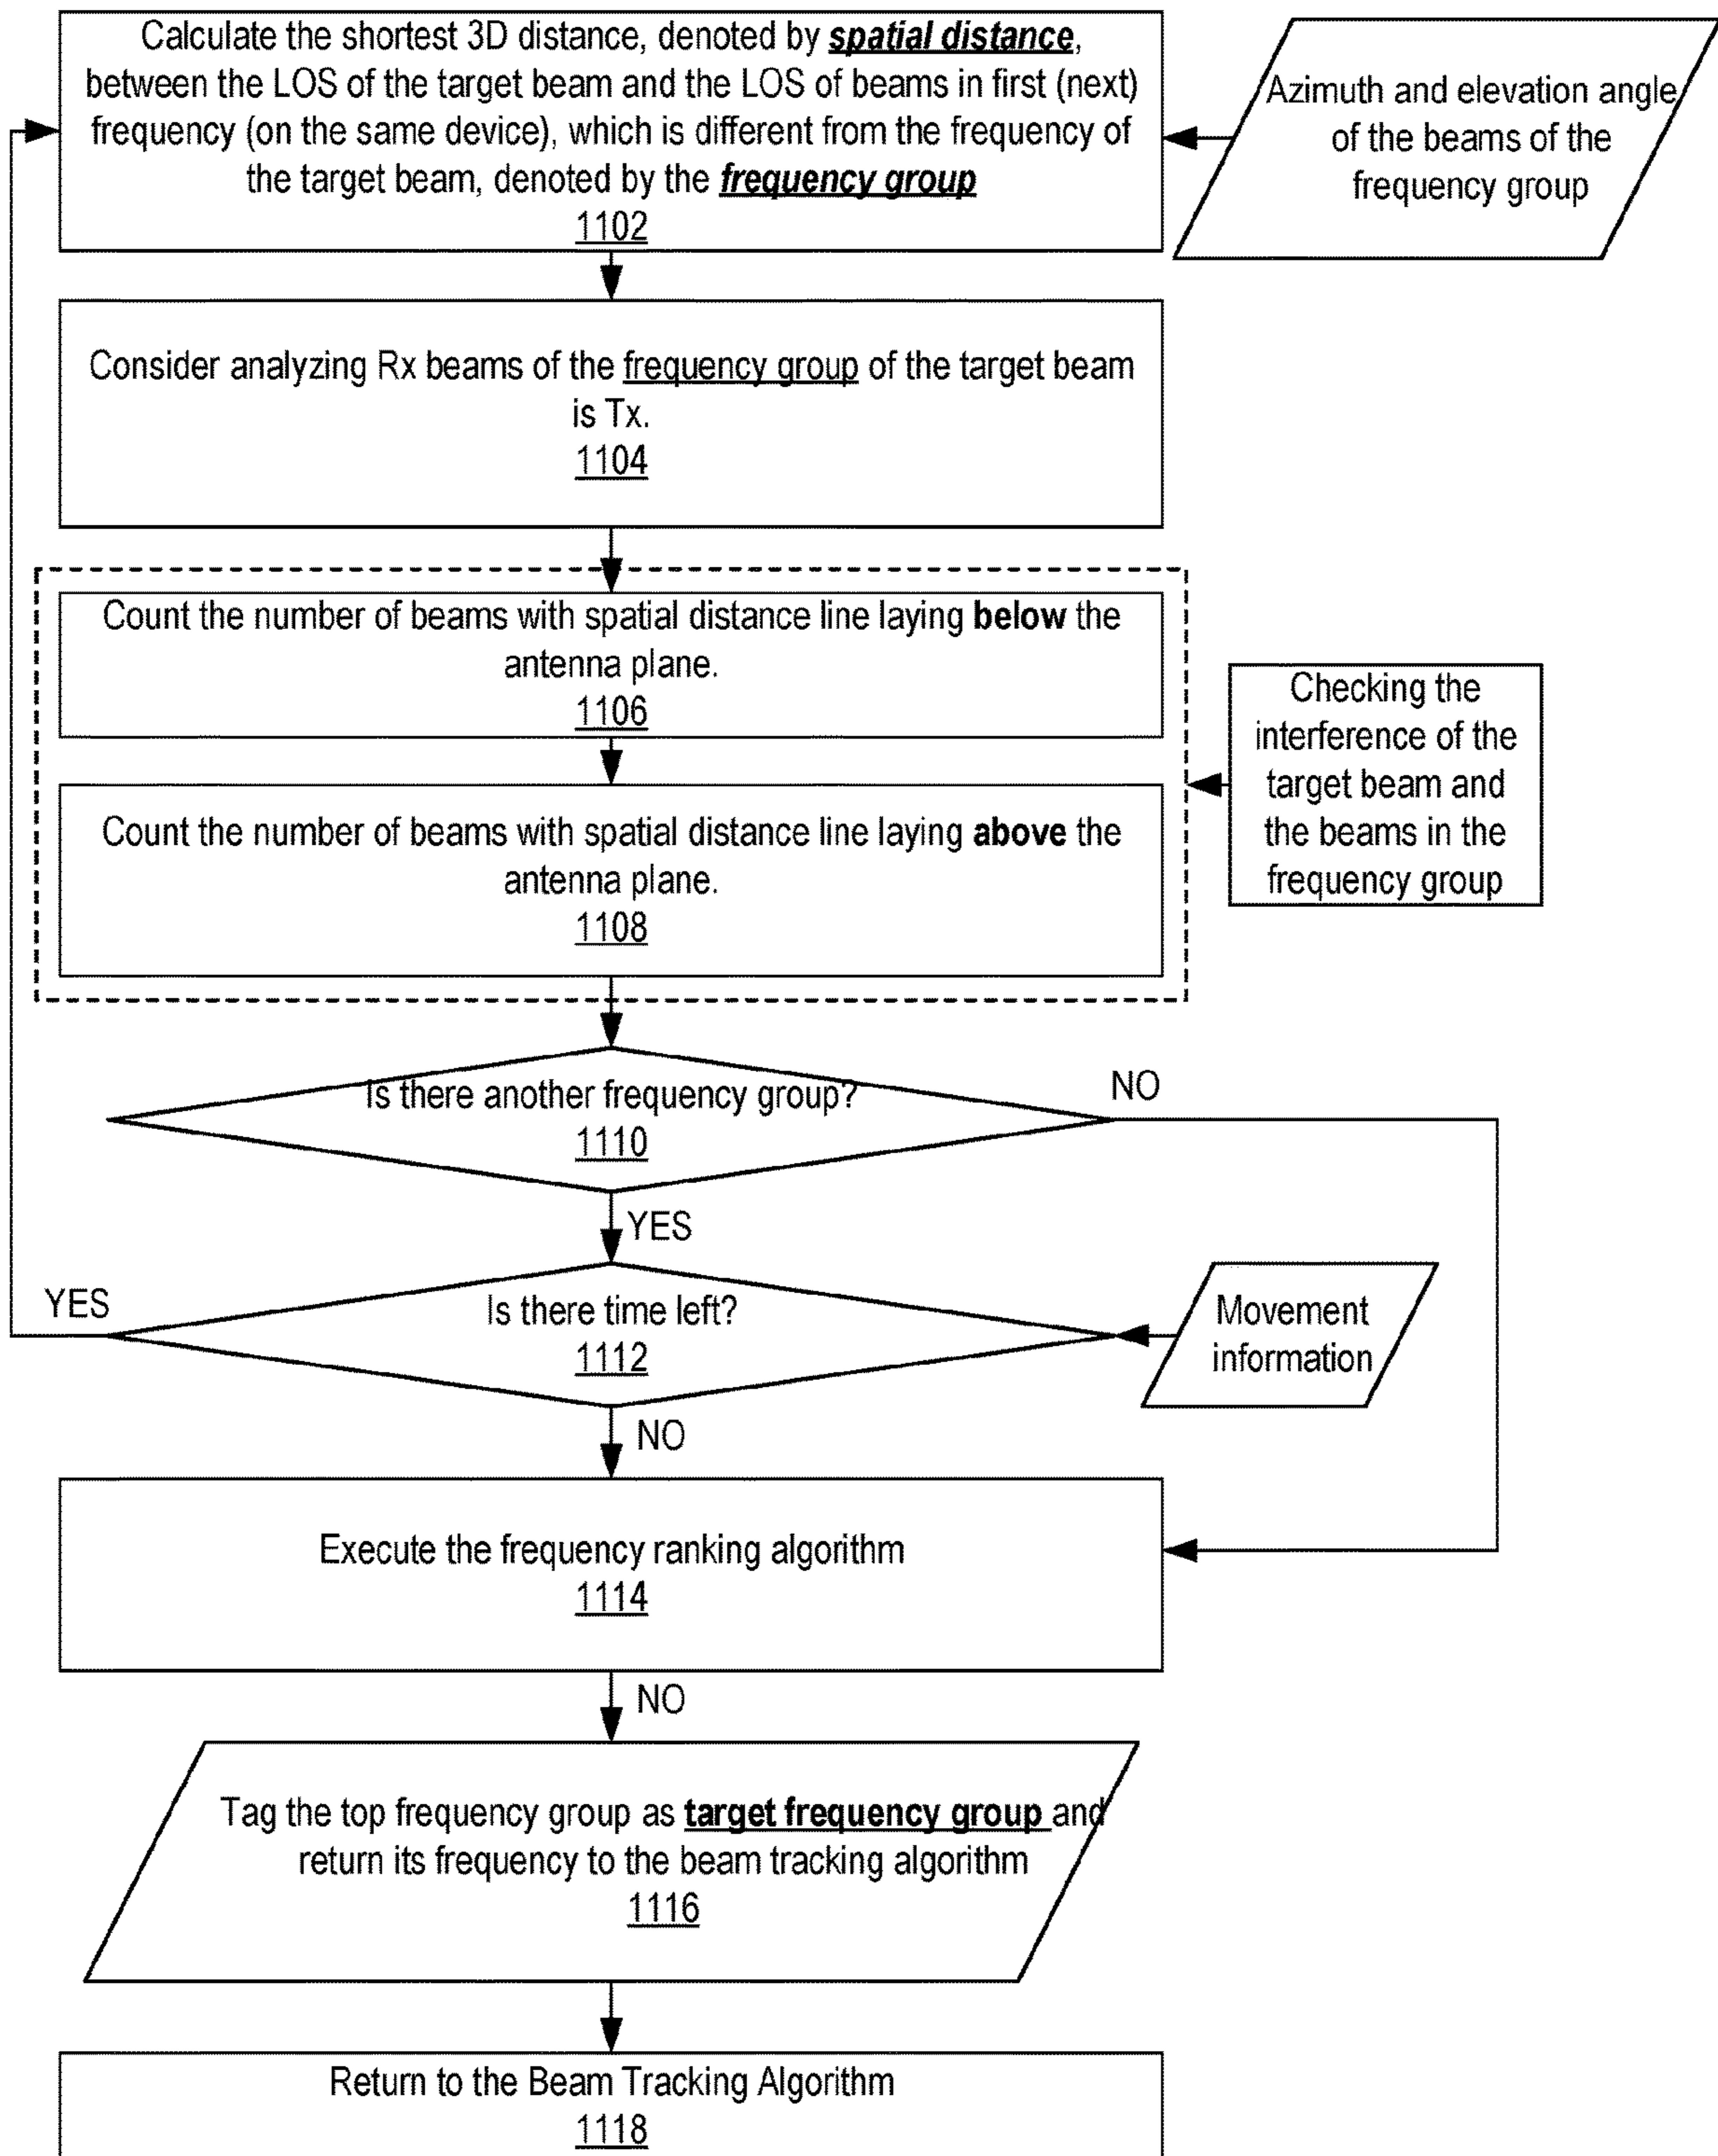 Calculate the shortest 3D distance, denoted by spatial distance,
between the LOS of the target beam and the LOS of beams in first (next)
frequency (on the same device), which is different from the frequency of
the target beam, denoted by the frequency group
1102
Azimuth and elevation angle
of the beams of the
frequency group
Consider analyzing Rx beams of the frequency group of the target beam
is Tx.
1104
Count the number of beams with spatial distance line laying below the
antenna plane.
1106
Count the number of beams with spatial distance line laying above the
antenna plane.
1108
Checking the
interference of the
target beam and
the beams in the
frequency group
Is there another frequency group?
1110
NO
YES
Is there time left?
1112
YES
Movement
information
NO
Execute the frequency ranking algorithm
1114
NO
Tag the top frequency group as target frequency group and
return its frequency to the beam tracking algorithm
1116
Return to the Beam Tracking Algorithm
1118